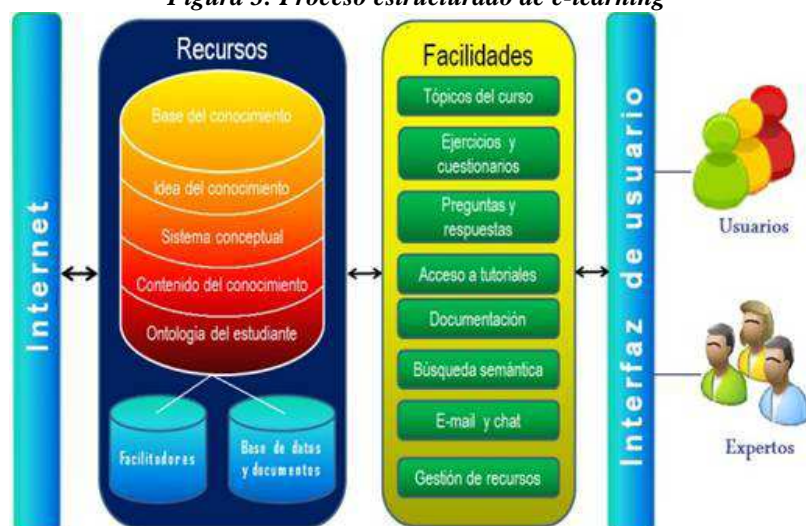 Figura 3: Proceso estructurado de e-learning
Internet
Recursos
Base del conocimiento
Idea del conocimiento
Sistema conceptual
Contenido del conocimiento
Ontología del estudiante
Facilitadores
Base de datos
y documentos
Facilidades
Tópicos del curso
Ejercicios y
cuestionarios
Preguntas y
respuestas
Acceso a tutoriales
Documentación
Búsqueda semántica
E-mail y chat
Gestión de recursos
Interfaz de usuario
Usuarios
Expertos